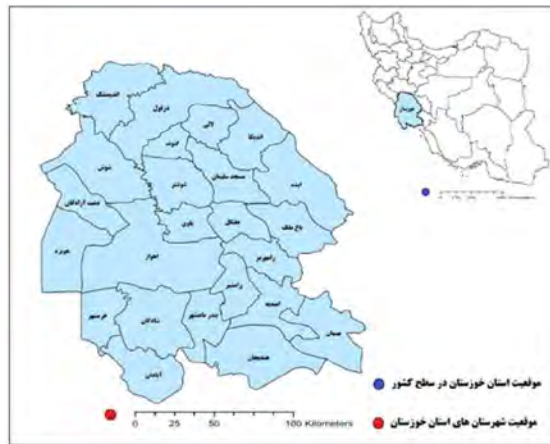 اندیمشک
دزفول
لالی
اندیکا
گتوند
شوش
شوشتر
مسجد سلیمان
ایذه
دشت آزادگان
باوی
هفتگل
باغ ملک
هویزه
اهواز
رامهرمز
رامشیر
امیدیه
بهبهان
خرمشهر
شادگان
بندر ماهشهر
هندیجان
آبادان
خوزستان
موقعیت استان خوزستان در سطح کشور
موقعیت شهرستان های استان خوزستان
0 25 50 100 Kilometers